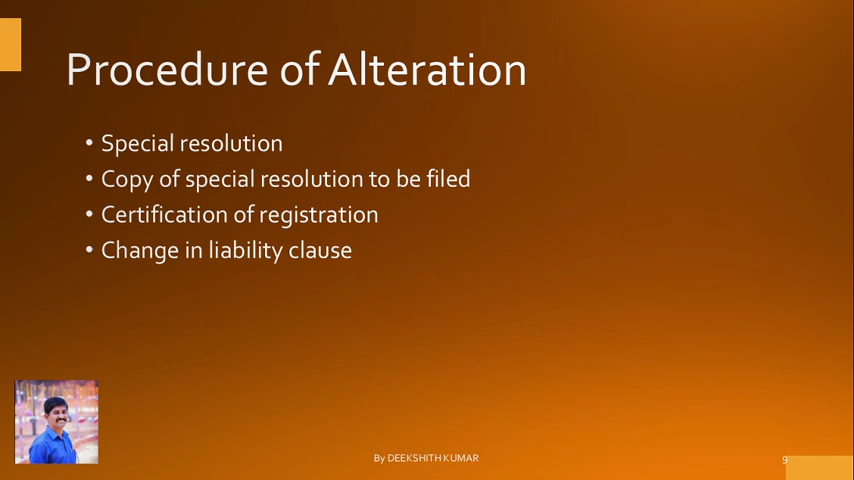 Procedure of Alteration
• Special resolution
• Copy of special resolution to be filed
• Certification of registration
• Change in liability clause
By DEEKSHITH KUMAR
9